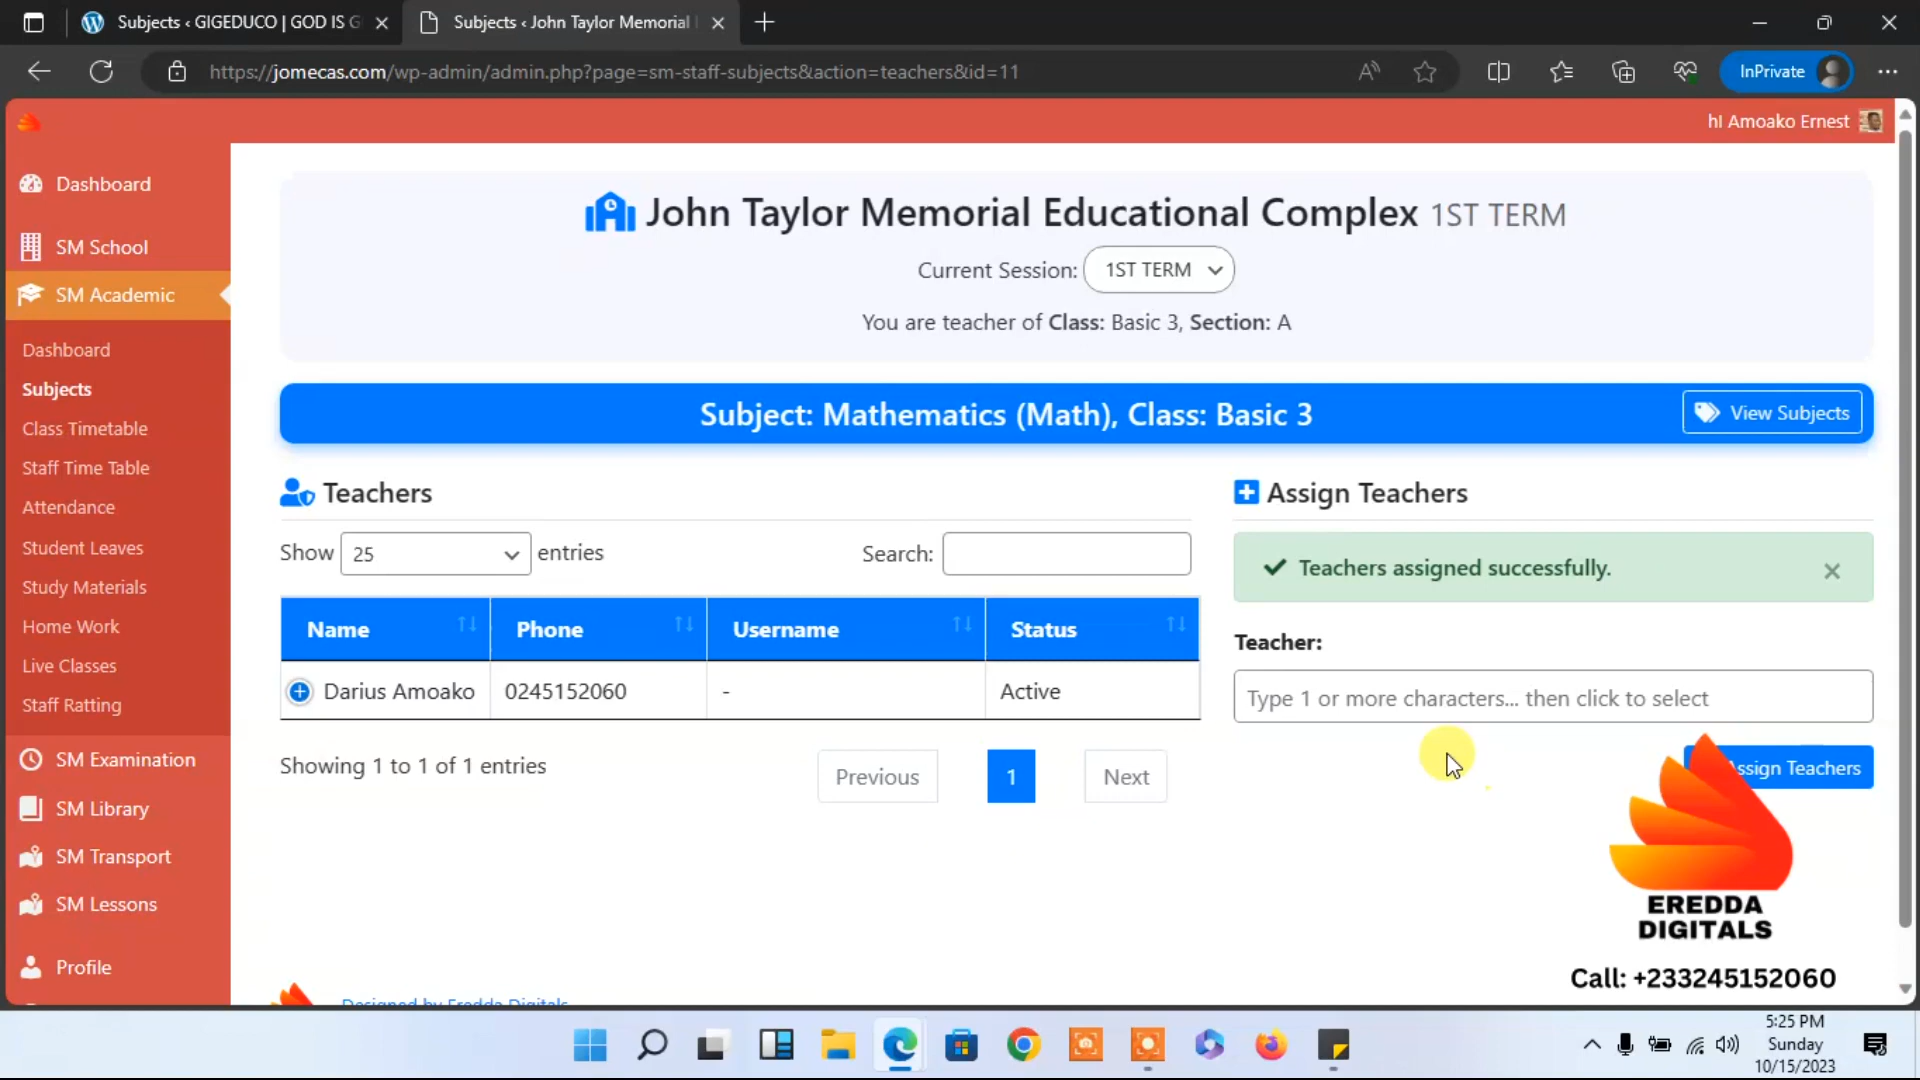 Subjects ‹ GIGEDUCO | GOD IS G
Subjects ‹ John Taylor Memorial
https://jomecas.com/wp-admin/admin.php?page=sm-staff-subjects&action=teachers&id=11
InPrivate
hI Amoako Ernest
Dashboard
SM School
SM Academic
Dashboard
Subjects
Class Timetable
Staff Time Table
Attendance
Student Leaves
Study Materials
Home Work
Live Classes
Staff Ratting
SM Examination
SM Library
SM Transport
SM Lessons
Profile
John Taylor Memorial Educational Complex 1ST TERM
Current Session: 1ST TERM
You are teacher of Class: Basic 3, Section: A
Subject: Mathematics (Math), Class: Basic 3
View Subjects
Teachers
Show 25 entries
Search:
Name Phone Username Status
Darius Amoako 0245152060 - Active
Showing 1 to 1 of 1 entries
Previous 1 Next
Assign Teachers
Teachers assigned successfully.
Teacher:
Type 1 or more characters... then click to select
Assign Teachers
EREDDA
DIGITALS
Call: +233245152060
Designed by Eredda Digitals
5:25 PM
Sunday
10/15/2023